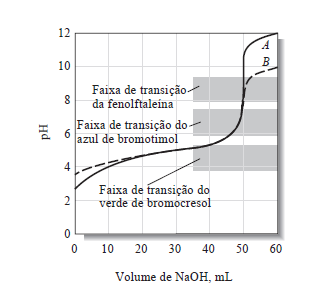 12
10
8
6
4
2
0
pH
A
B
Faixa de transição
da fenolftaleína
Faixa de transição do
azul de bromotimol
Faixa de transição do
verde de bromocresol
0 10 20 30 40 50 60
Volume de NaOH, mL